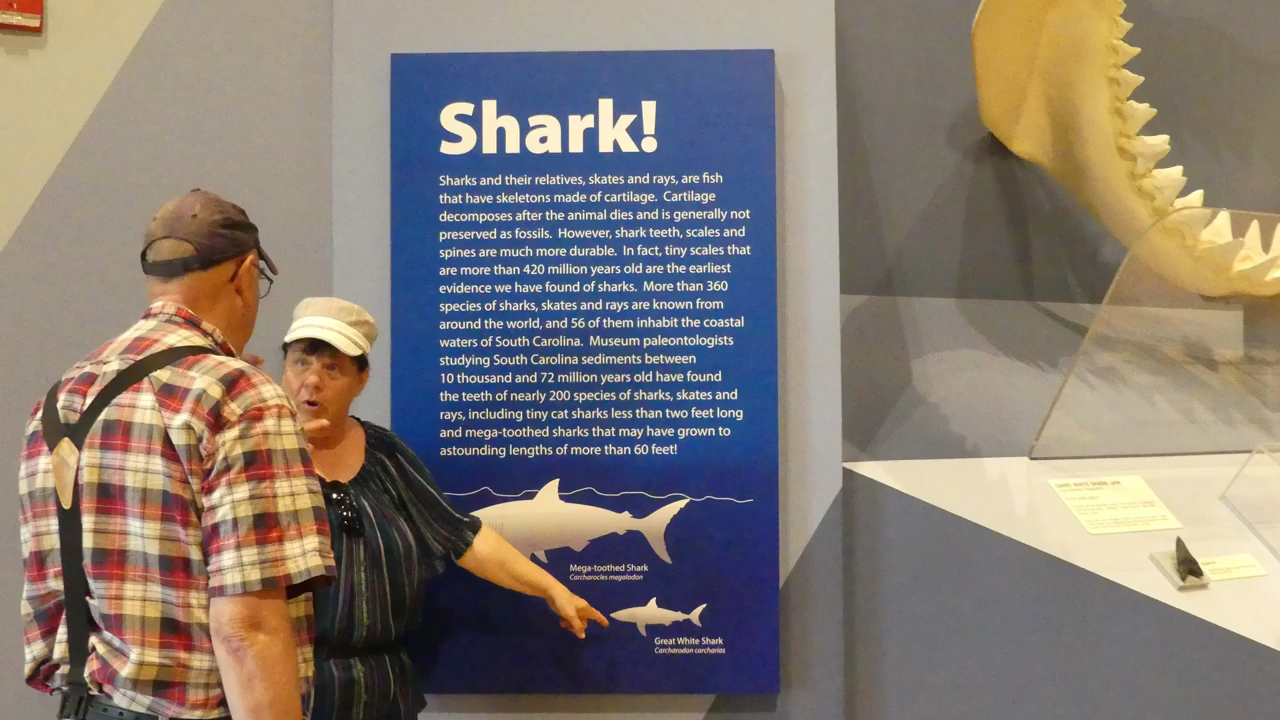 Shark!
Sharks and their relatives, skates and rays, are fish
that have skeletons made of cartilage. Cartilage
decomposes after the animal dies and is generally not
preserved as fossils. However, shark teeth, scales and
spines are much more durable. In fact, tiny scales that
are more than 420 million years old are the earliest
evidence we have found of sharks. More than 360
species of sharks, skates and rays are known from
around the world, and 56 of them inhabit the coastal
waters of South Carolina. Museum paleontologists
studying South Carolina sediments between
10 thousand and 72 million years old have found
the teeth of nearly 200 species of sharks, skates and
rays, including tiny cat sharks less than two feet long
and mega-toothed sharks that may have grown to
astounding lengths of more than 60 feet!
Mega-toothed Shark
Carcharocles megalodon
Great White Shark
Carcharodon carcharias
GREAT WHITE SHARK JAW